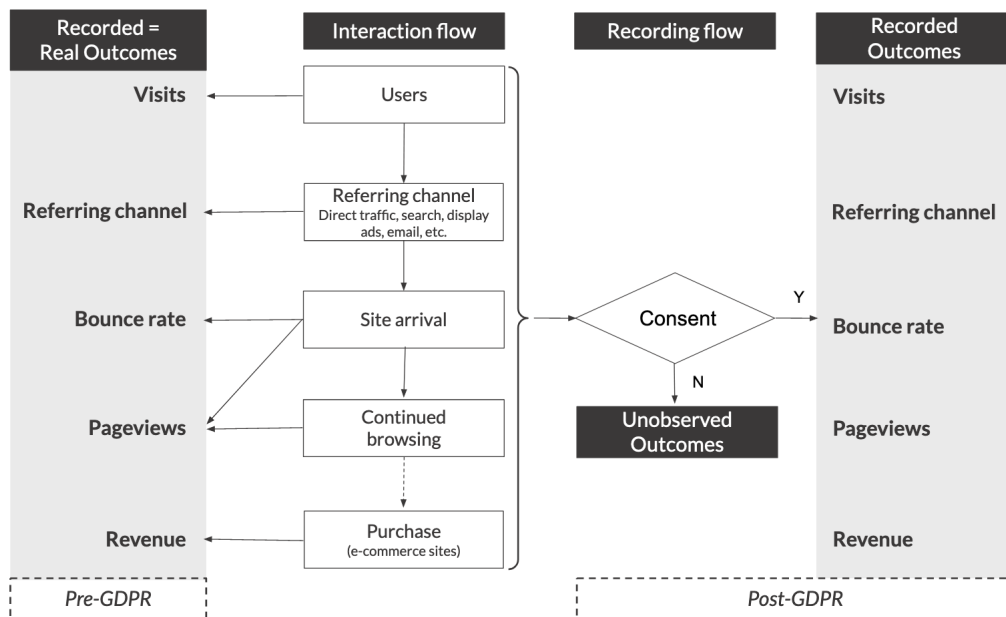 Recorded =
Real Outcomes
Interaction flow
Recording flow
Recorded
Outcomes
Visits
Users
Visits
Referring channel
Referring channel
Direct traffic, search, display
ads, email, etc.
Referring channel
Bounce rate
Site arrival
Consent
Y
Bounce rate
N
Pageviews
Continued
browsing
Unobserved
Outcomes
Pageviews
Revenue
Purchase
(e-commerce sites)
Revenue
Pre-GDPR
Post-GDPR